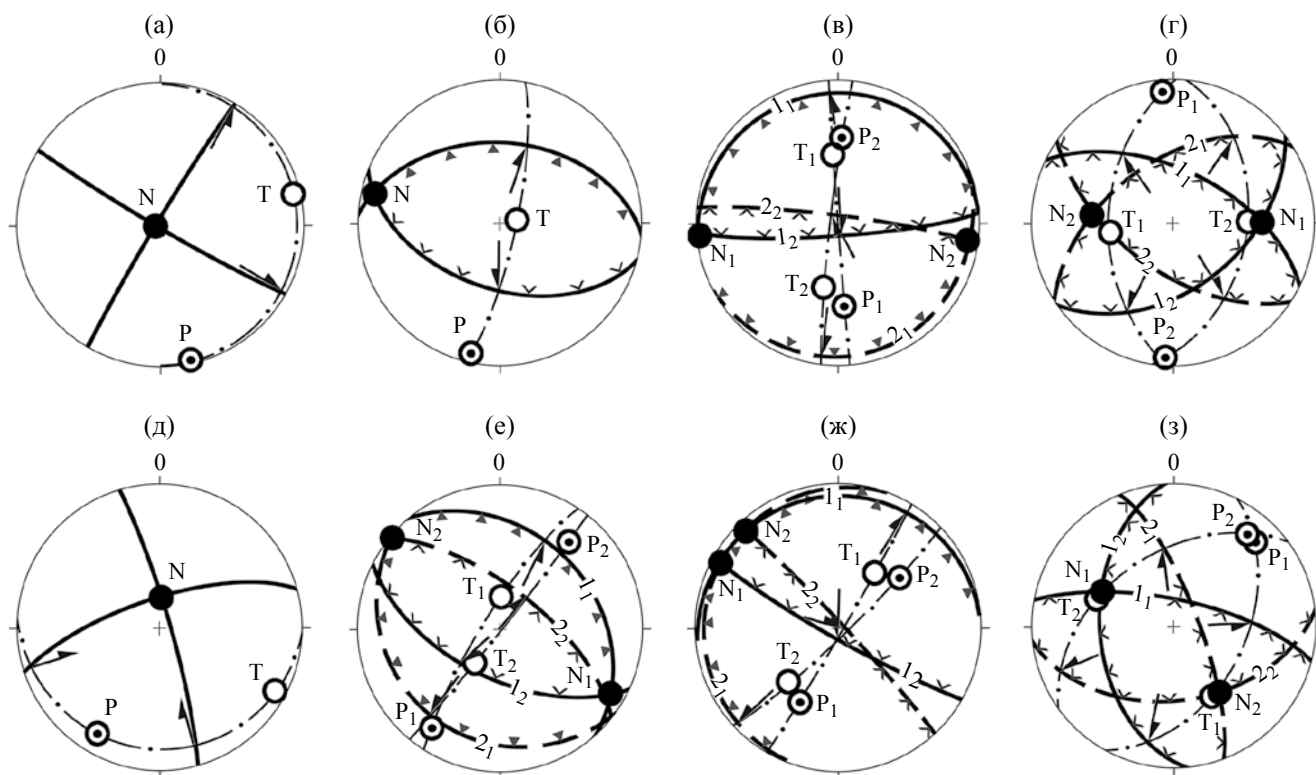 (а) (б) (в) (г)
0 0 0 0
N T P
N T P
1₁ P₂ T₁ 2₂ 1₂ N₁ N₂ T₂ P₁ 2₁
P₁ 2₁ 1₁ N₂ T₁ T₂ N₁ 2₂ 1₂ P₂
(д) (е) (ж) (з)
0 0 0 0
N T P
N₂ P₂ T₁ 1₁ 2₂ T₂ N₁ 1₂ P₁ 2₁
1₁ N₂ T₁ P₂ N₁ 2₂ T₂ P₁ 1₂ 2₁
2₁ P₂ P₁ 1₂ N₁ 1₁ T₂ 2₂ N₂ T₁